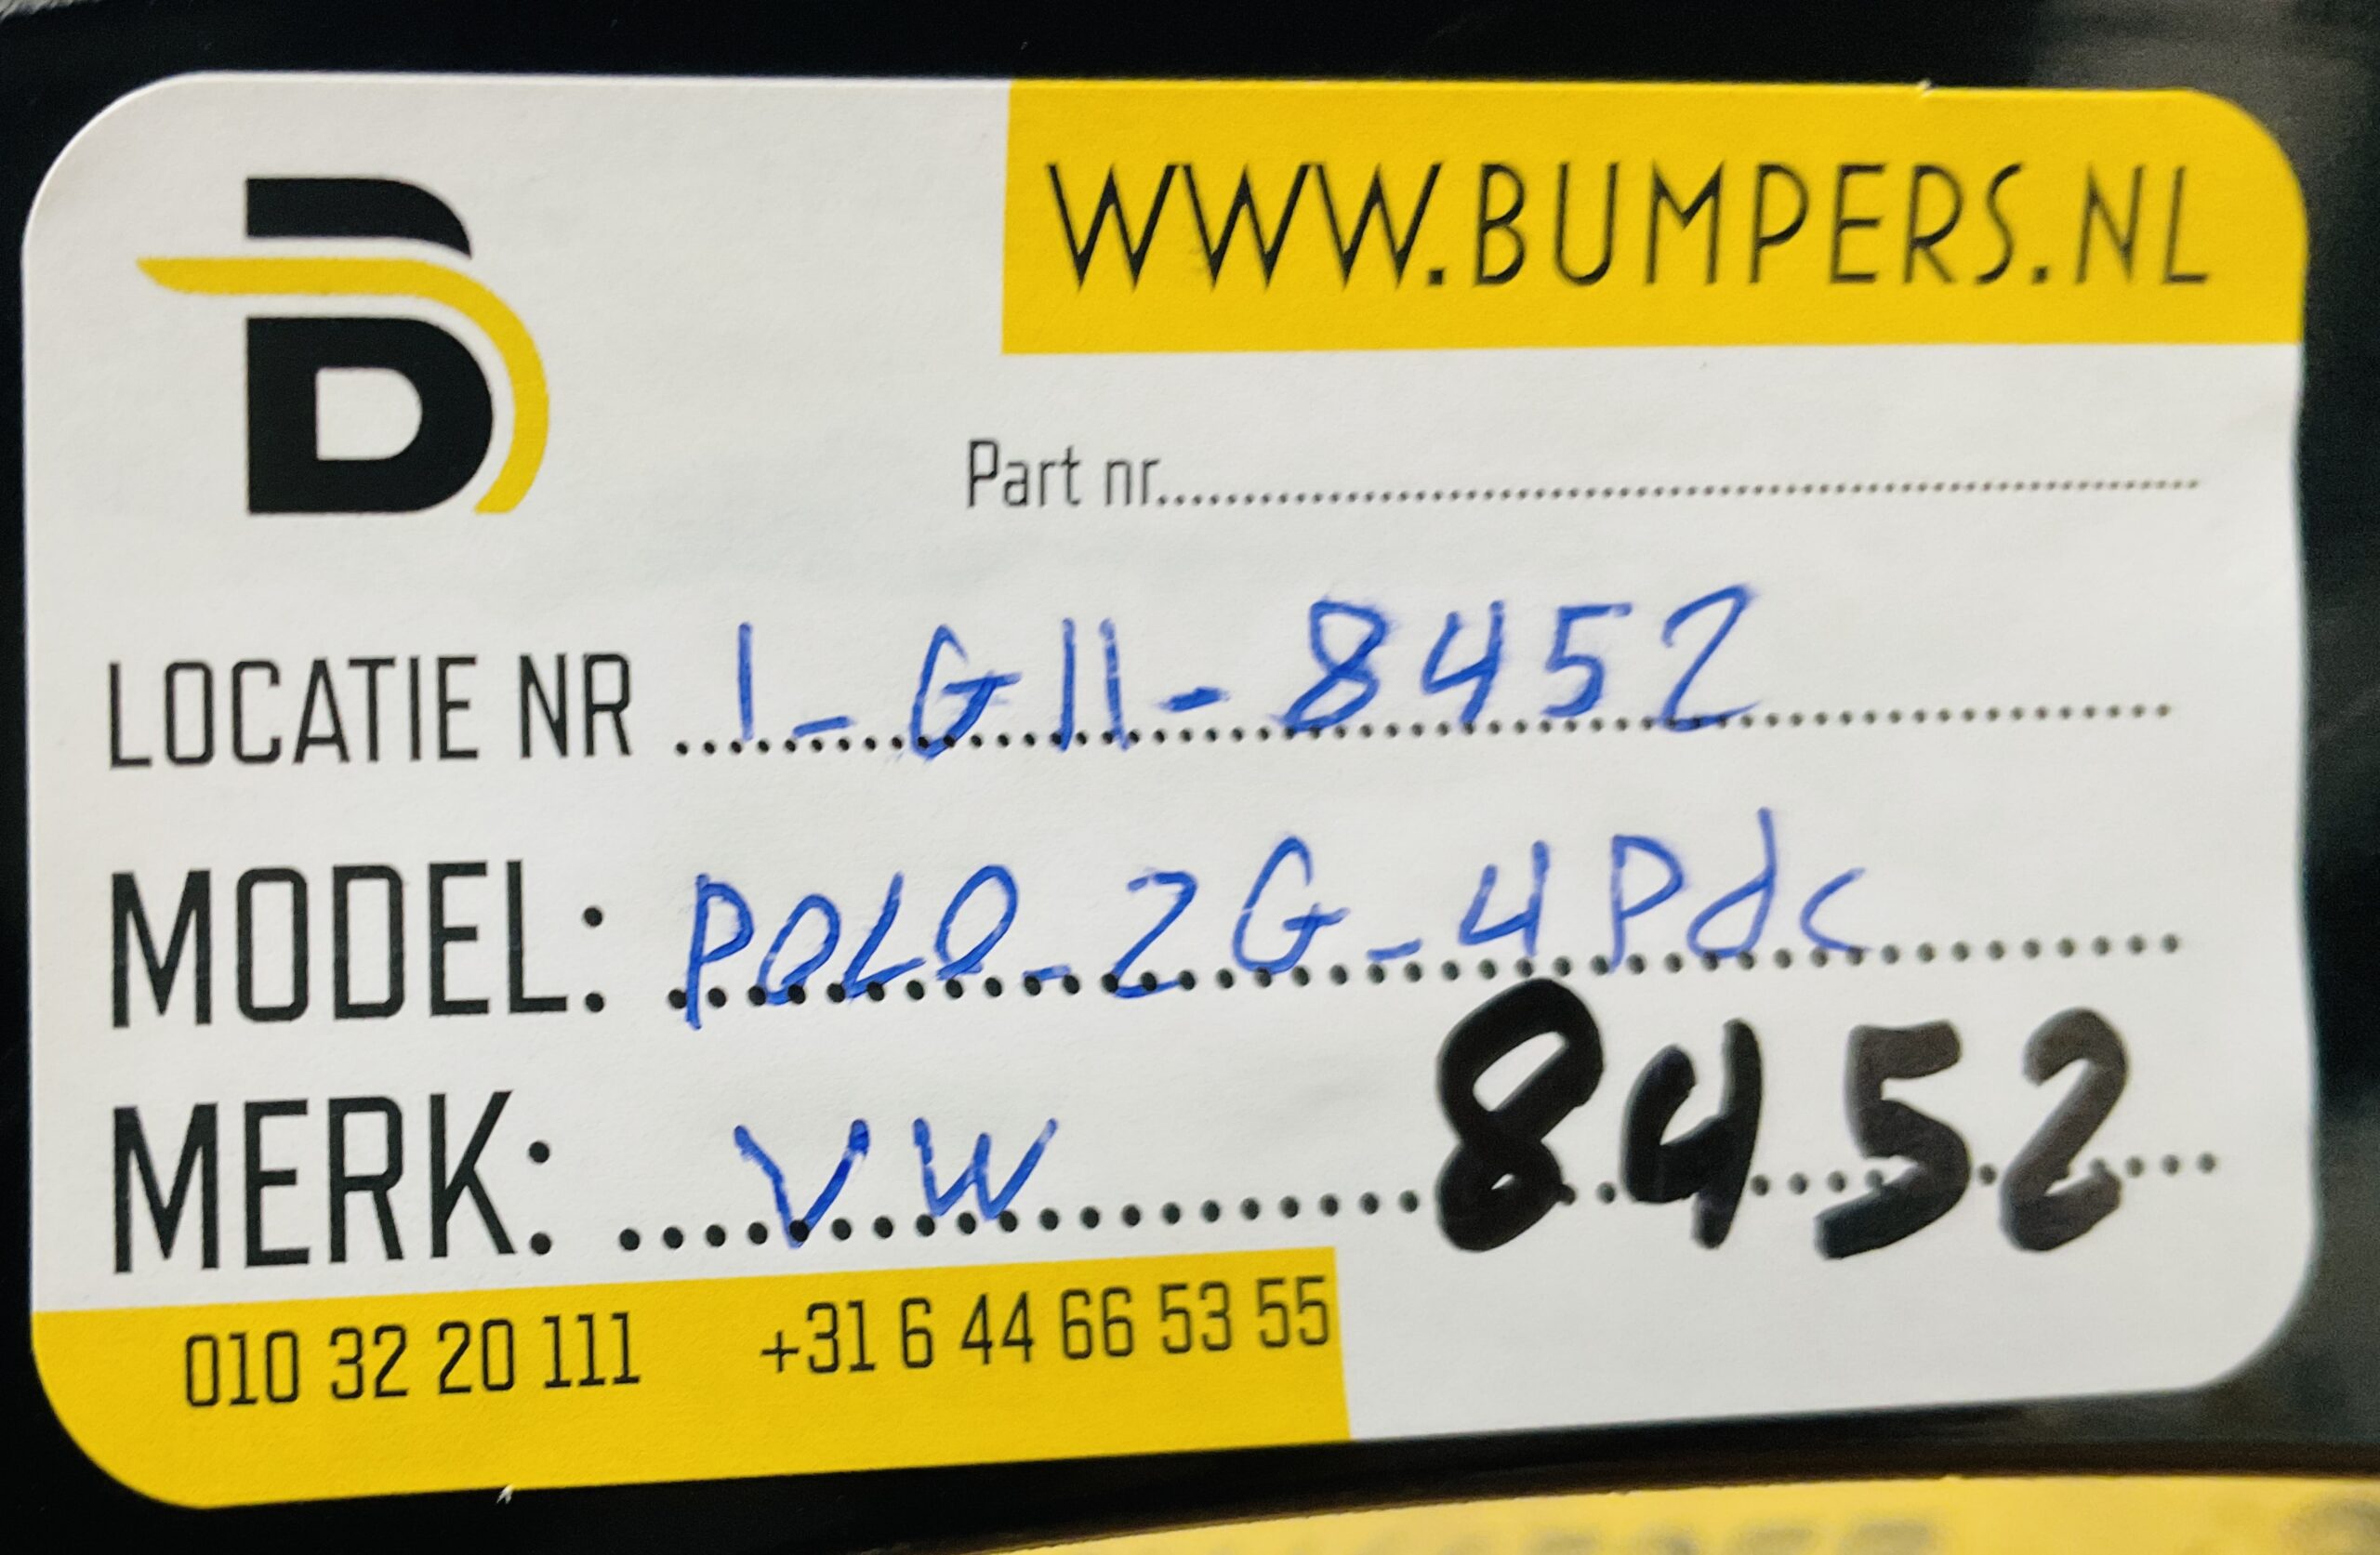 WWW.BUMPERS.NL
Part nr.....................................................
LOCATIE NR 1-G11-8452
MODEL: POLO-2G-4Pdc
MERK: VW 8452
010 32 20 111 +31 6 44 66 53 55